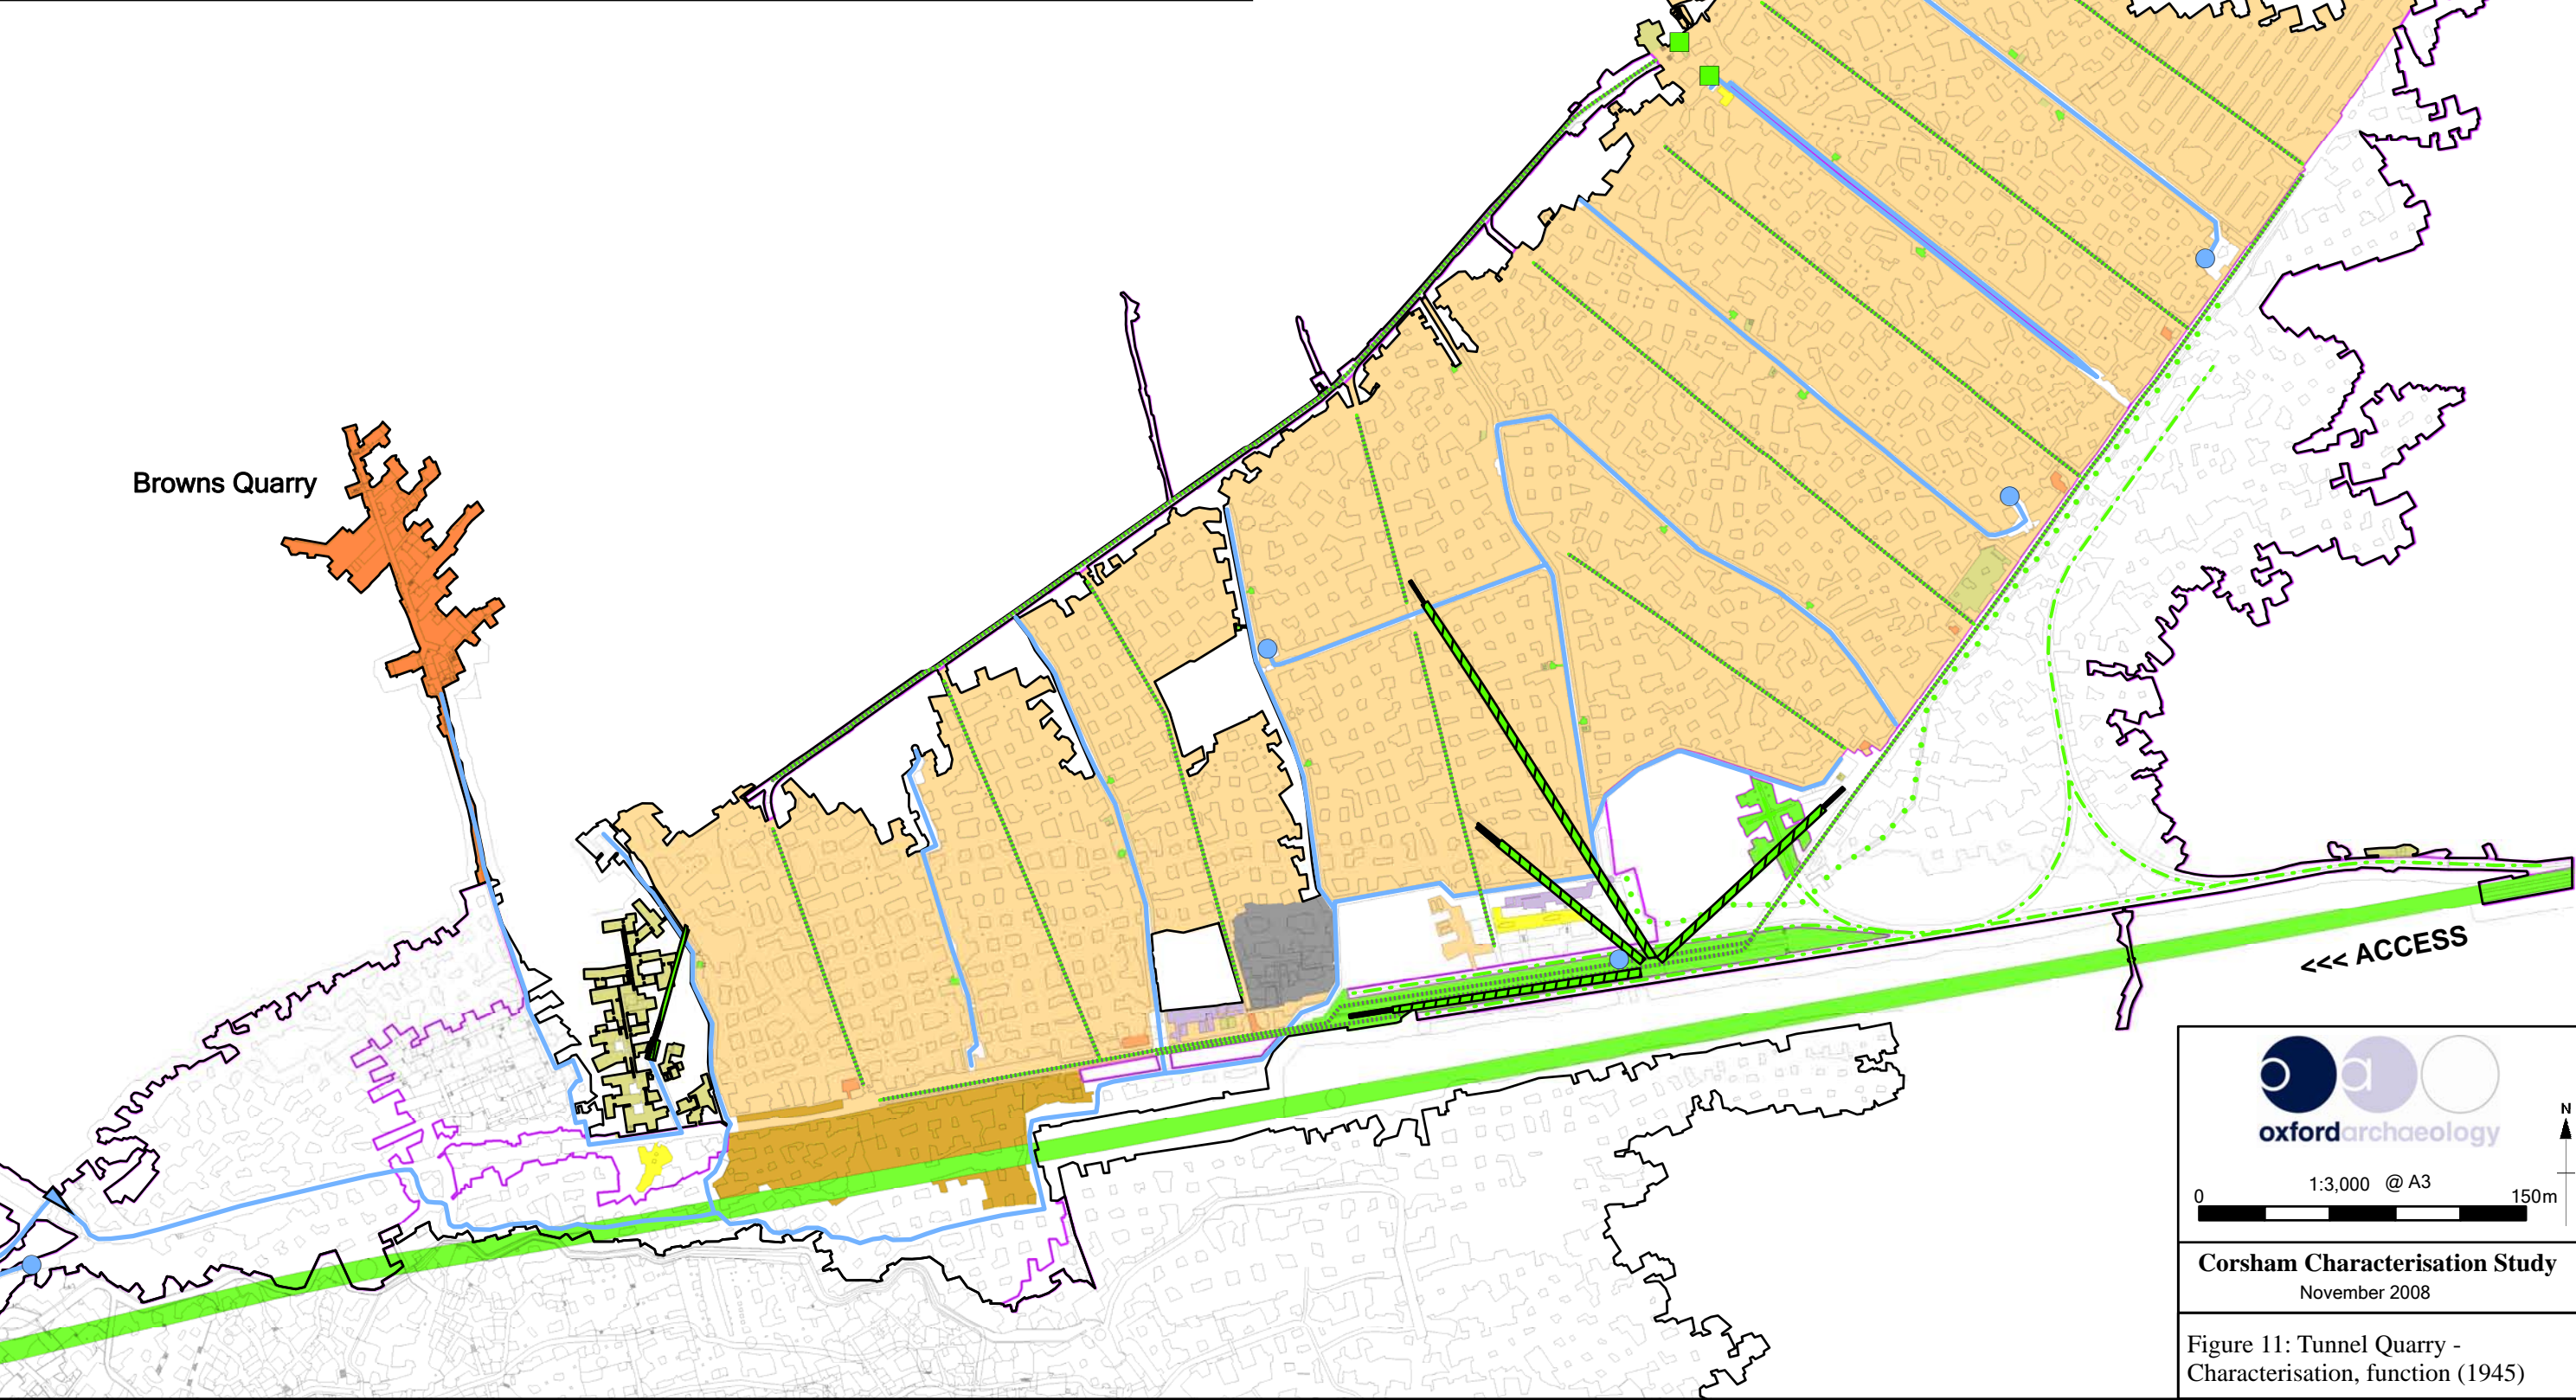 Browns Quarry
<<< ACCESS
oxfordarchaeology
N
1:3,000 @ A3
0 150m
Corsham Characterisation Study
November 2008
Figure 11: Tunnel Quarry -
Characterisation, function (1945)